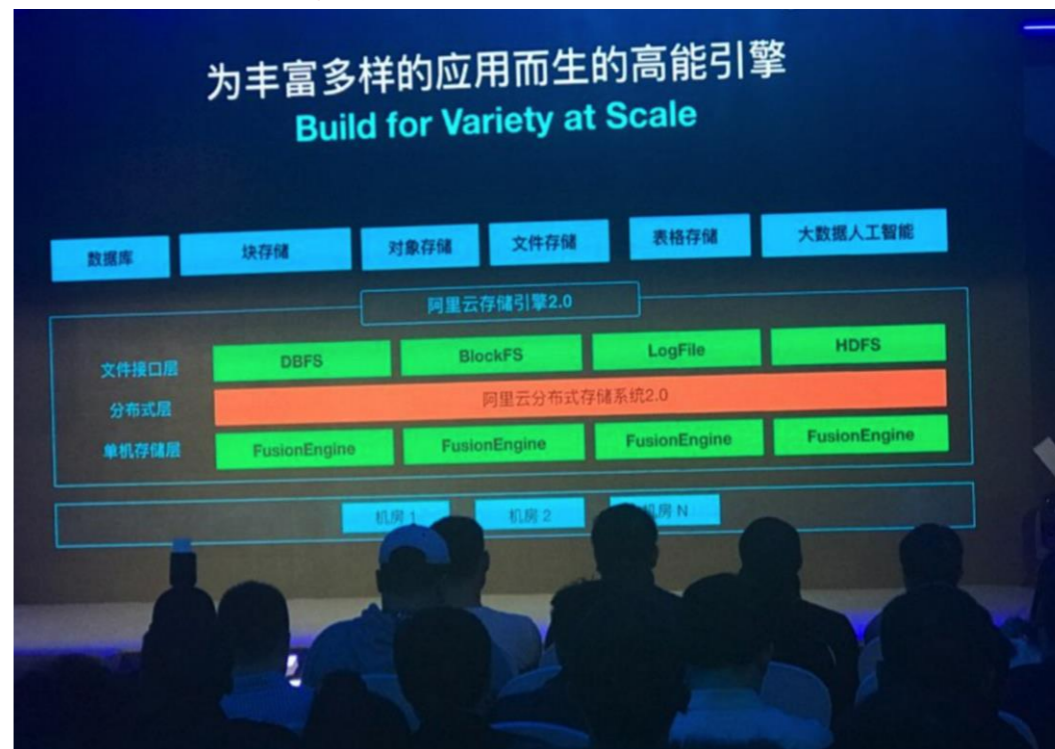 为丰富多样的应用而生的高能引擎
Build for Variety at Scale
数据库 块存储 对象存储 文件存储 表格存储 大数据人工智能
阿里云存储引擎2.0
文件接口层 DBFS BlockFS LogFile HDFS
分布式层 阿里云分布式存储系统2.0
单机存储层 FusionEngine FusionEngine FusionEngine FusionEngine
机房 1 机房 2 机房 N